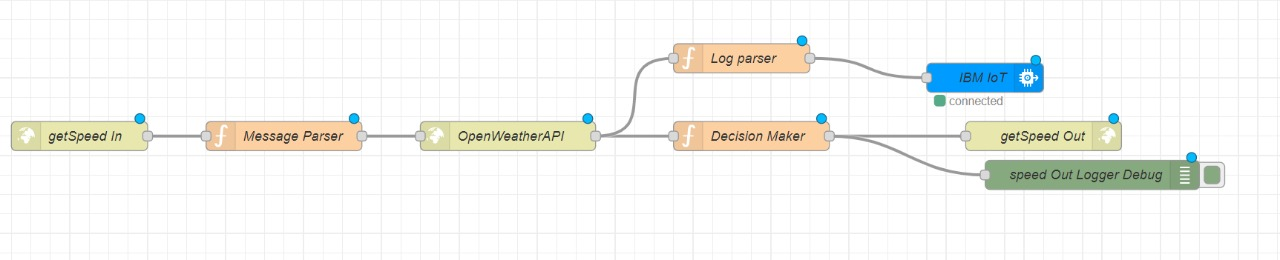 Log parser
IBM IoT
connected
getSpeed In
Message Parser
OpenWeatherAPI
Decision Maker
getSpeed Out
speed Out Logger Debug